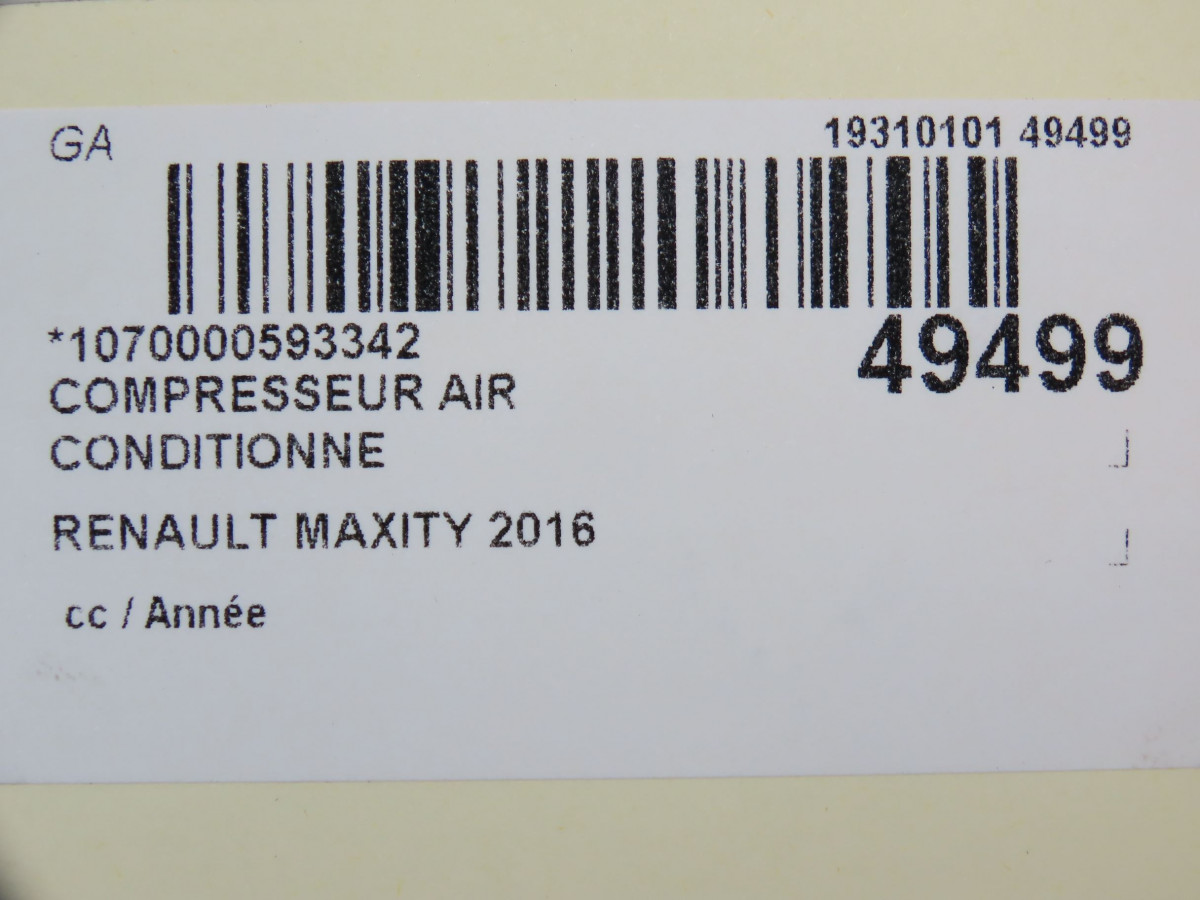 GA
19310101 49499
*1070000593342
49499
COMPRESSEUR AIR
CONDITIONNE
RENAULT MAXITY 2016
cc / Année